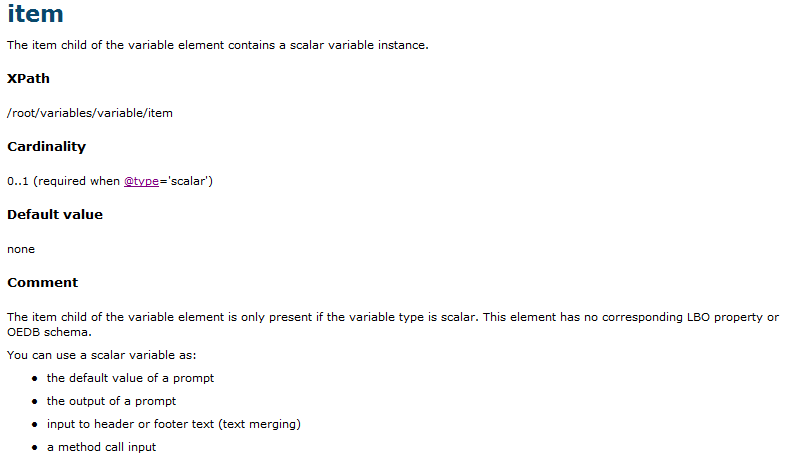 item
The item child of the variable element contains a scalar variable instance.
XPath
/root/variables/variable/item
Cardinality
0..1 (required when @type='scalar')
Default value
none
Comment
The item child of the variable element is only present if the variable type is scalar. This element has no corresponding LBO property or
OEDB schema.
You can use a scalar variable as:
• the default value of a prompt
• the output of a prompt
• input to header or footer text (text merging)
• a method call input